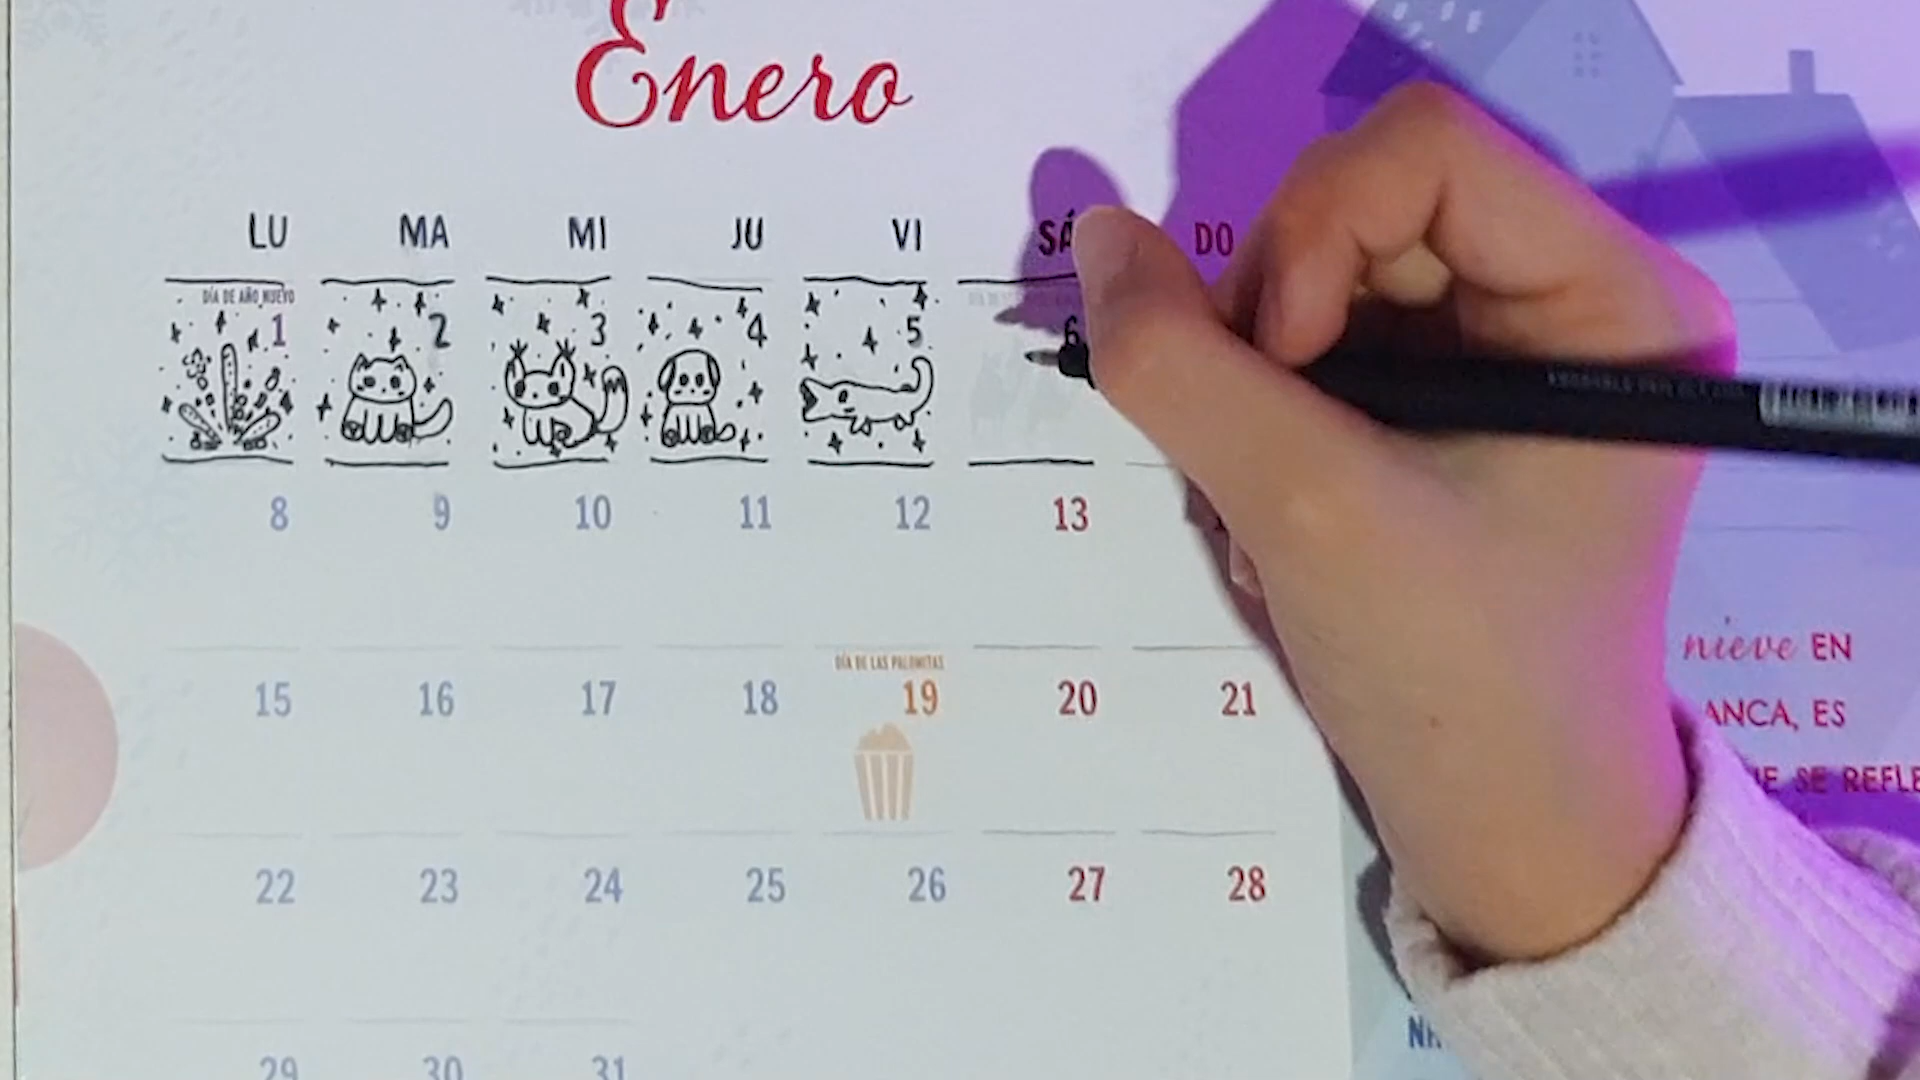 Enero
LU MA MI JU VI SÁ DO
DÍA DE AÑO NUEVO
1 2 3 4 5 6
8 9 10 11 12 13
DÍA DE LAS PALOMITAS
15 16 17 18 19 20 21
22 23 24 25 26 27 28
29 30 31
nieve EN
ANCA, ES
SE REFLE